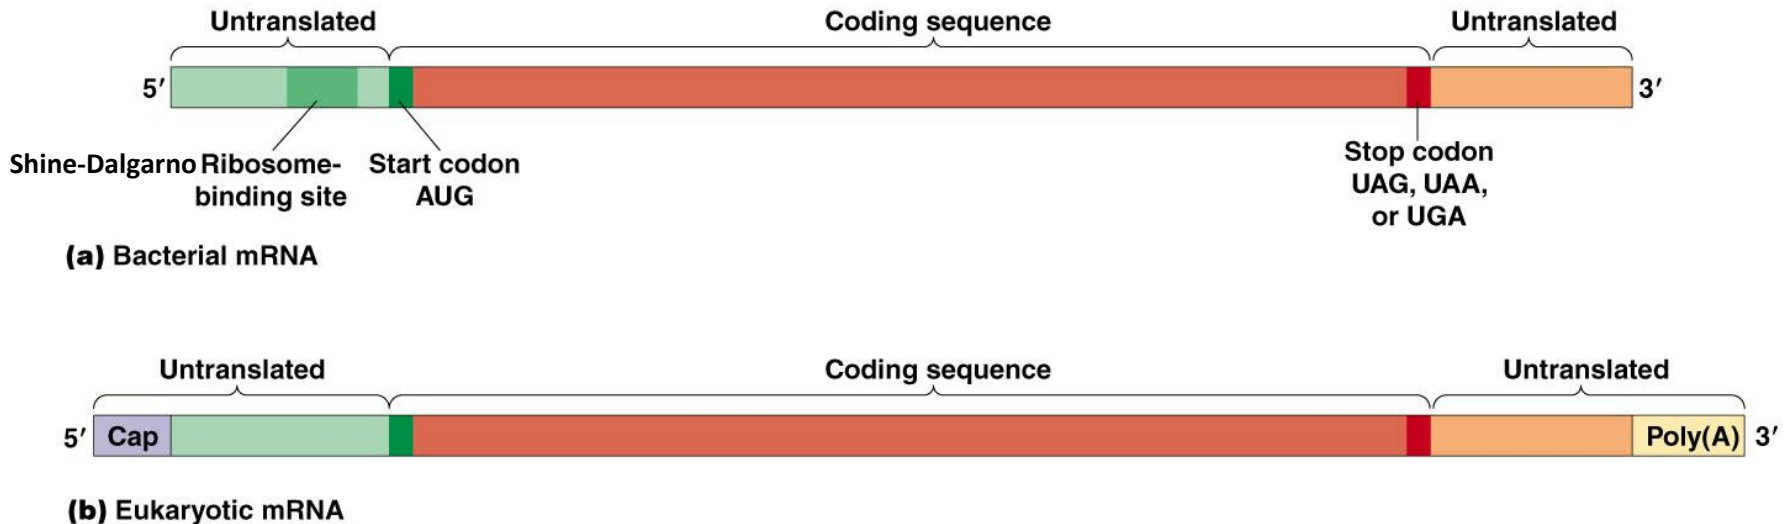 Untranslated Coding sequence Untranslated
5′ 3′
Shine-Dalgarno Ribosome- Start codon Stop codon
binding site AUG UAG, UAA,
or UGA
(a) Bacterial mRNA
Untranslated Coding sequence Untranslated
5′ Cap Poly(A) 3′
(b) Eukaryotic mRNA